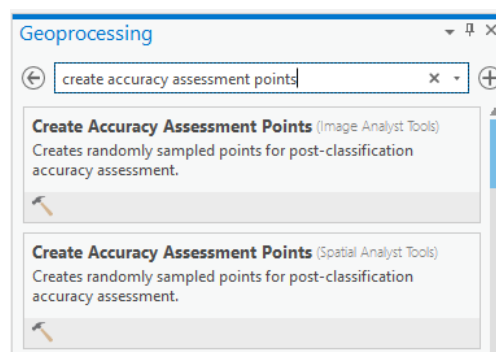 Geoprocessing
create accuracy assessment points
Create Accuracy Assessment Points (Image Analyst Tools)
Creates randomly sampled points for post-classification
accuracy assessment.
Create Accuracy Assessment Points (Spatial Analyst Tools)
Creates randomly sampled points for post-classification
accuracy assessment.